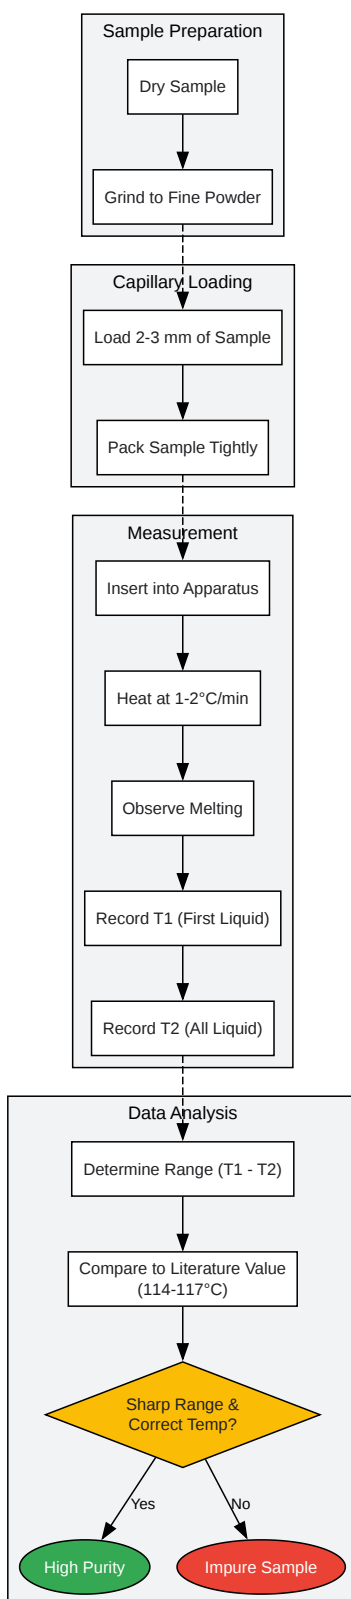 Sample Preparation
Dry Sample
Grind to Fine Powder
Capillary Loading
Load 2-3 mm of Sample
Pack Sample Tightly
Measurement
Insert into Apparatus
Heat at 1-2°C/min
Observe Melting
Record T1 (First Liquid)
Record T2 (All Liquid)
Data Analysis
Determine Range (T1 - T2)
Compare to Literature Value
(114-117°C)
Sharp Range &
Correct Temp?
Yes
No
High Purity
Impure Sample